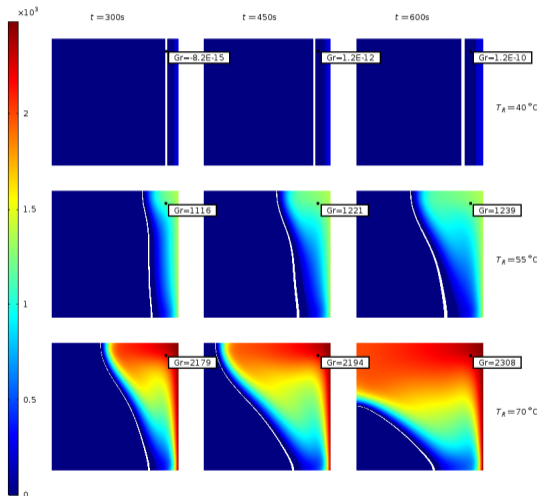 ×10³
t=300s
t=450s
t=600s
2
1.5
1
0.5
0
Gr=-8.2E-15
Gr=1.2E-12
Gr=1.2E-10
T_R=40°C
Gr=1116
Gr=1221
Gr=1239
T_R=55°C
Gr=2179
Gr=2194
Gr=2308
T_R=70°C